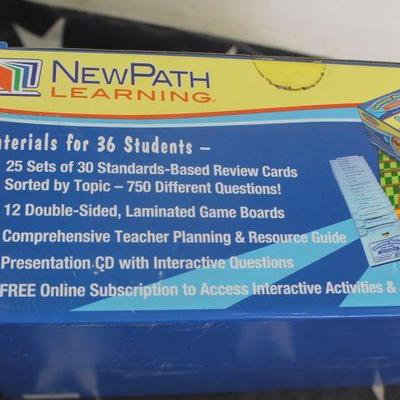 NEWPATH
LEARNING®
Materials for 36 Students –
25 Sets of 30 Standards-Based Review Cards
Sorted by Topic – 750 Different Questions!
12 Double-Sided, Laminated Game Boards
Comprehensive Teacher Planning & Resource Guide
Presentation CD with Interactive Questions
FREE Online Subscription to Access Interactive Activities &